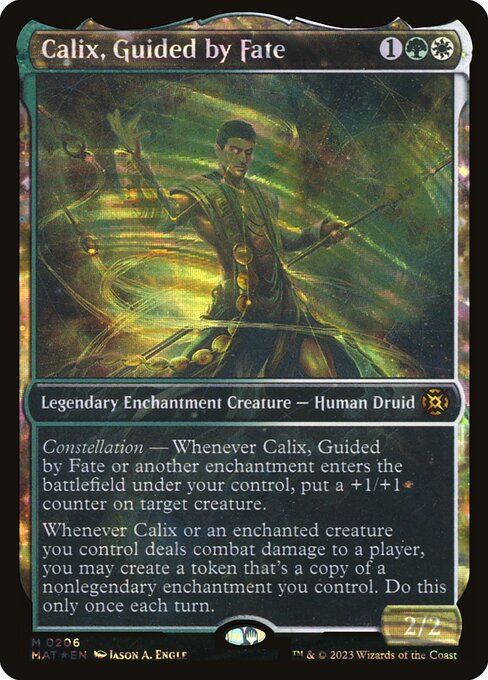 Calix, Guided by Fate 1
Legendary Enchantment Creature — Human Druid
Constellation — Whenever Calix, Guided
by Fate or another enchantment enters the
battlefield under your control, put a +1/+1
counter on target creature.
Whenever Calix or an enchanted creature
you control deals combat damage to a player,
you may create a token that's a copy of a
nonlegendary enchantment you control. Do this
only once each turn.
2/2
M 0206
MAT★EN Jason A. Engle
™ & © 2023 Wizards of the Coast